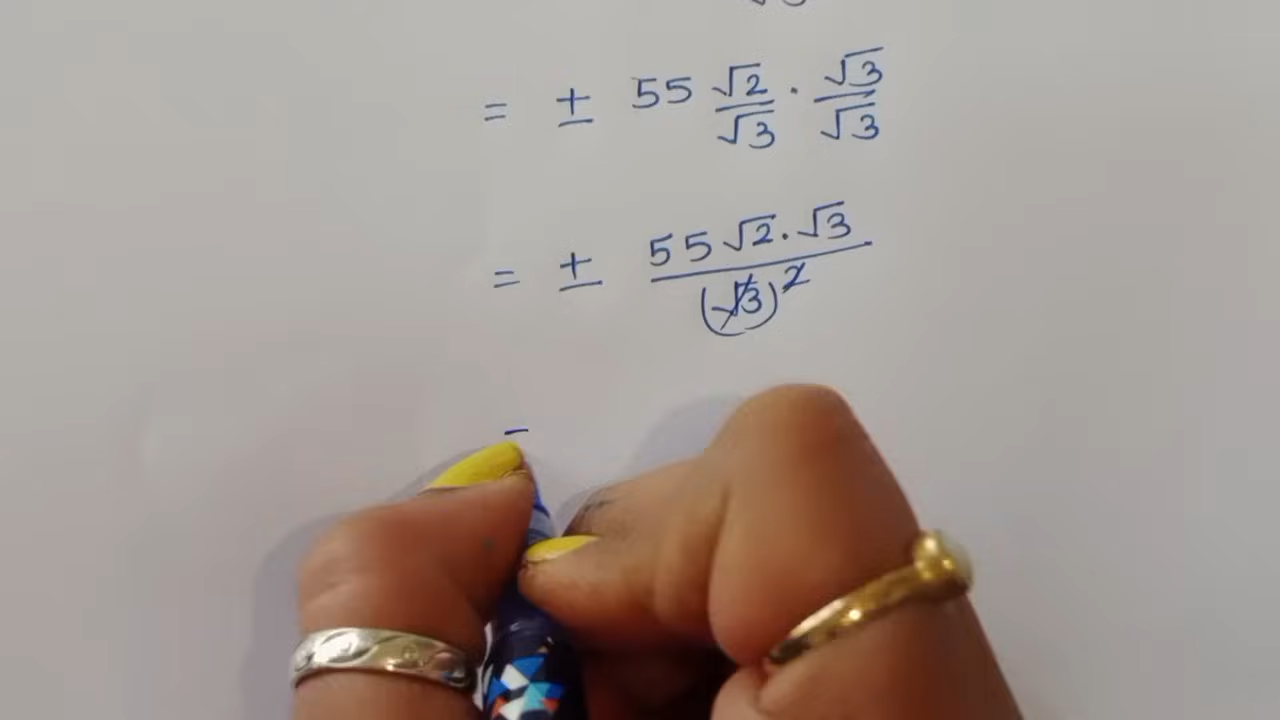 = ± 55 √2/√3 · √3/√3
= ± 55√2·√3/(√3)²